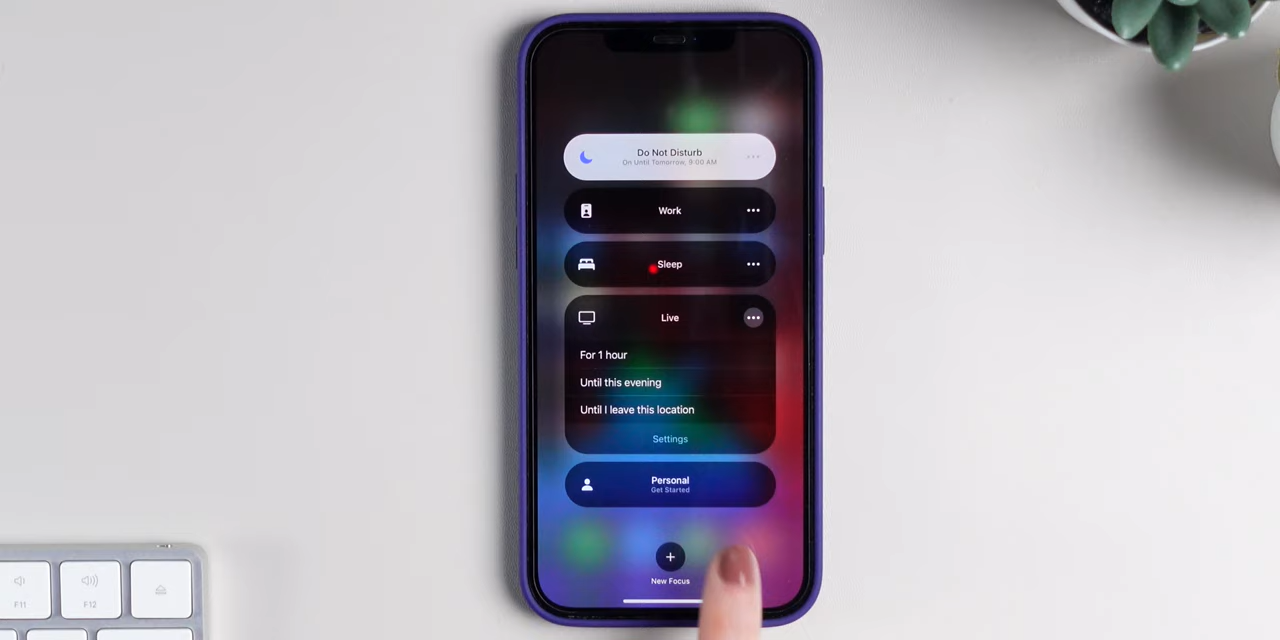 Do Not Disturb
On Until Tomorrow, 9:00 AM
Work
Sleep
Live
For 1 hour
Until this evening
Until I leave this location
Settings
Personal
Get Started
New Focus
F11
F12